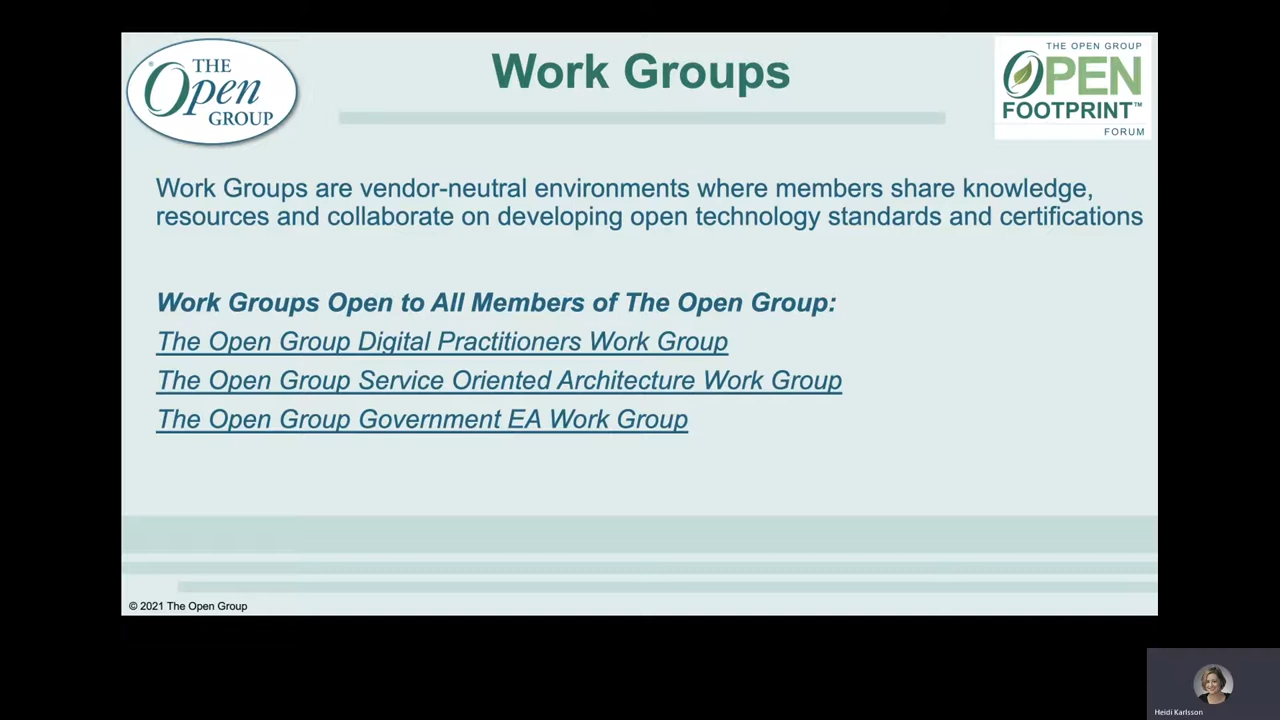 THE
Open
GROUP
Work Groups
THE OPEN GROUP
OPEN
FOOTPRINT™
FORUM
Work Groups are vendor-neutral environments where members share knowledge,
resources and collaborate on developing open technology standards and certifications
Work Groups Open to All Members of The Open Group:
The Open Group Digital Practitioners Work Group
The Open Group Service Oriented Architecture Work Group
The Open Group Government EA Work Group
© 2021 The Open Group
Heidi Karlsson